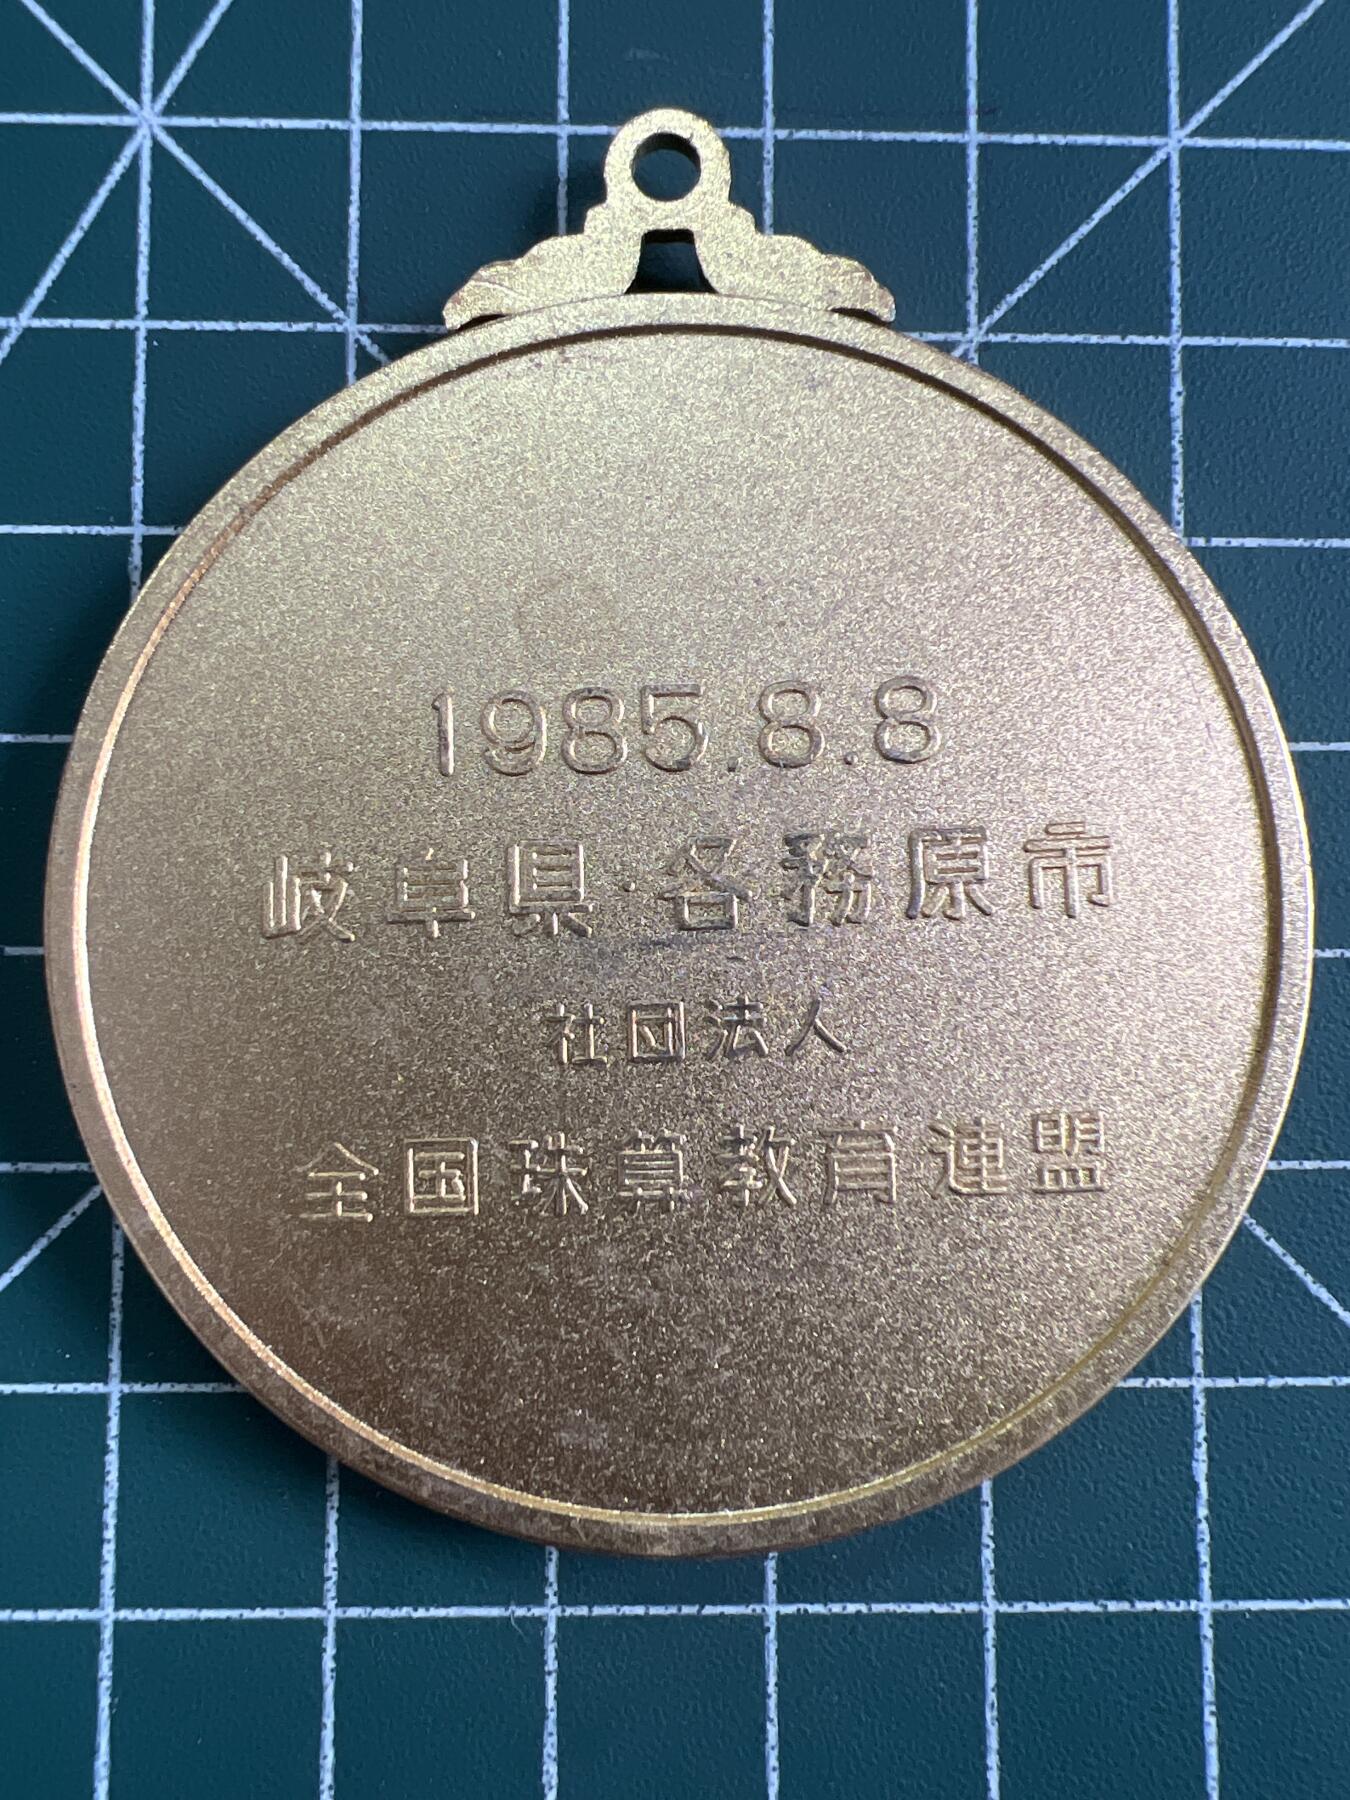 1985.8.8
岐阜県・各務原市
社団法人
全国珠算教育連盟